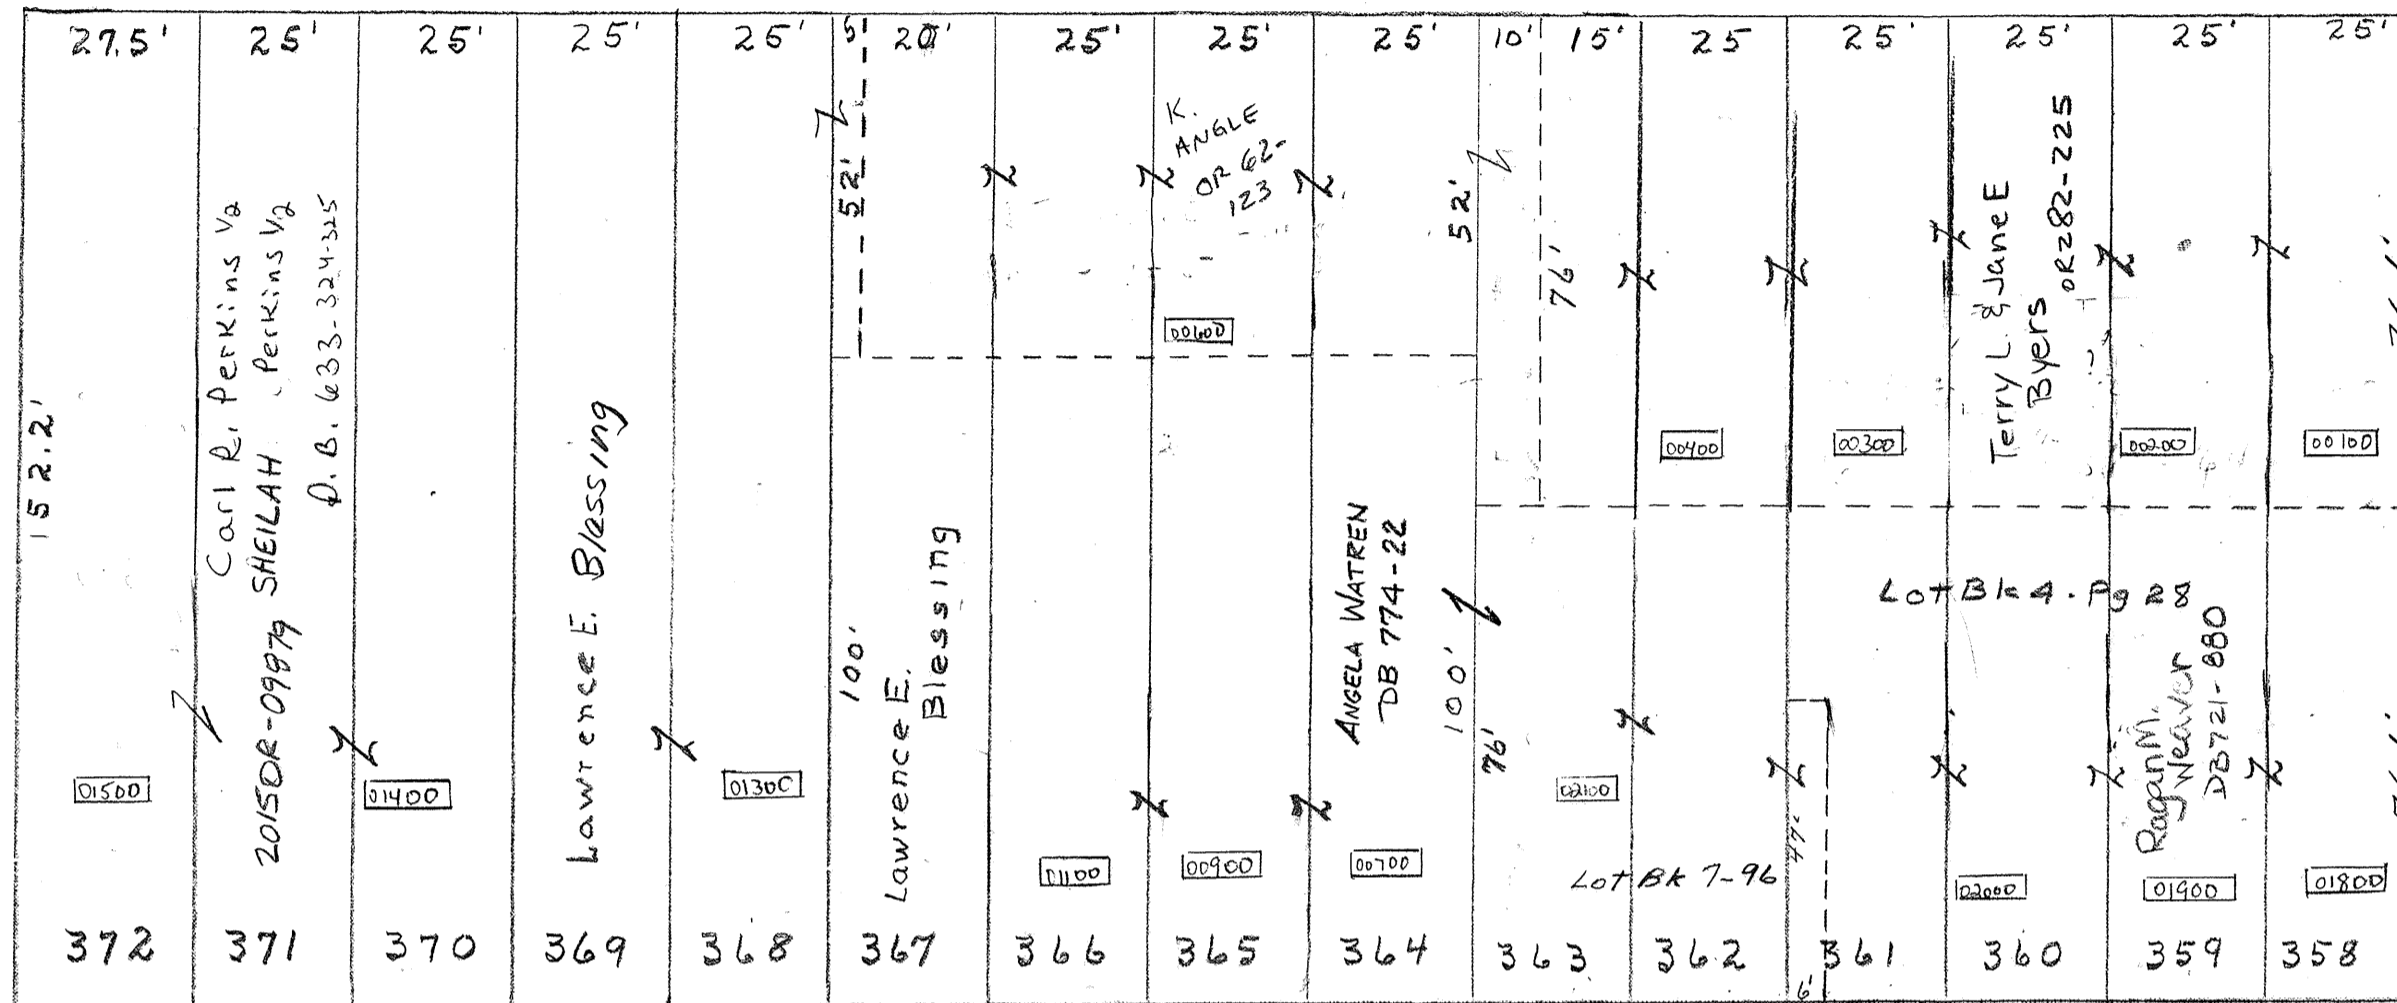 27.5' 25' 25' 25' 25' 5' 20' 25' 25' 25' 10' 15' 25 25' 25' 25' 25'
152.2'
Carl R. Perkins 1/2
SHEILAH Perkins 1/2
D.B. 633-324-325
2015OR-09979
Lawrence E. Blessing
52'
100'
Lawrence E.
Blessing
K.
ANGLE
OR 62-
123
00600
ANGELA WATREN
DB 774-22
52'
100'
76'
76'
00400
00300
Terry L. & Jane E
Byers
OR282-225
00200
00100
Lot Bk 4. Pg 28
Ragan M.
Weaver
DB721-880
47'
Lot BK 7-96
6'
01500
01400
01300
01100
00900
00700
02100
02000
01900
01800
372 371 370 369 368 367 366 365 364 363 362 361 360 359 358